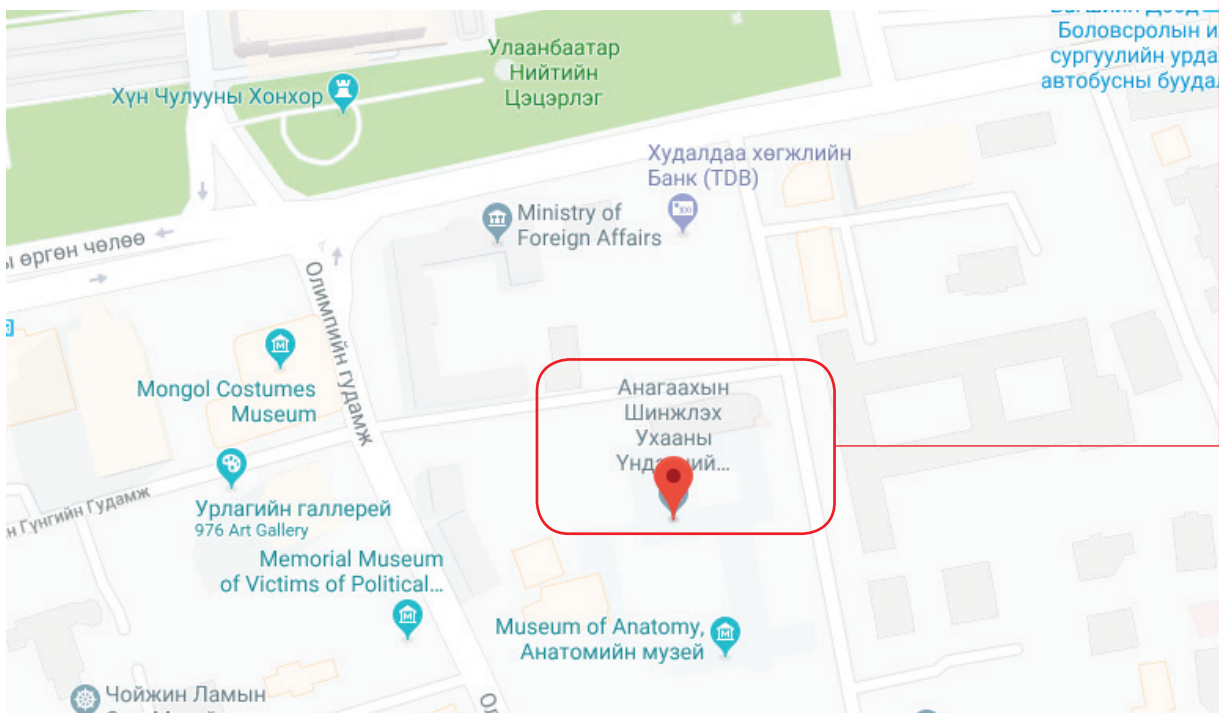 Боловсролын и
сургуулийн урда
автобусны буудал
Улаанбаатар
Нийтийн
Цэцэрлэг
Хүн Чулууны Хонхор
Худалдаа хөгжлийн
Банк (TDB)
Ministry of
Foreign Affairs
ы өргөн чөлөө
Олимпийн гудамж
Mongol Costumes
Museum
Анагаахын
Шинжлэх
Ухааны
Урлагийн галлерей
976 Art Gallery
н Гүнгийн Гудамж
Memorial Museum
of Victims of Political...
Museum of Anatomy,
Анатомийн музей
Чойжин Ламын